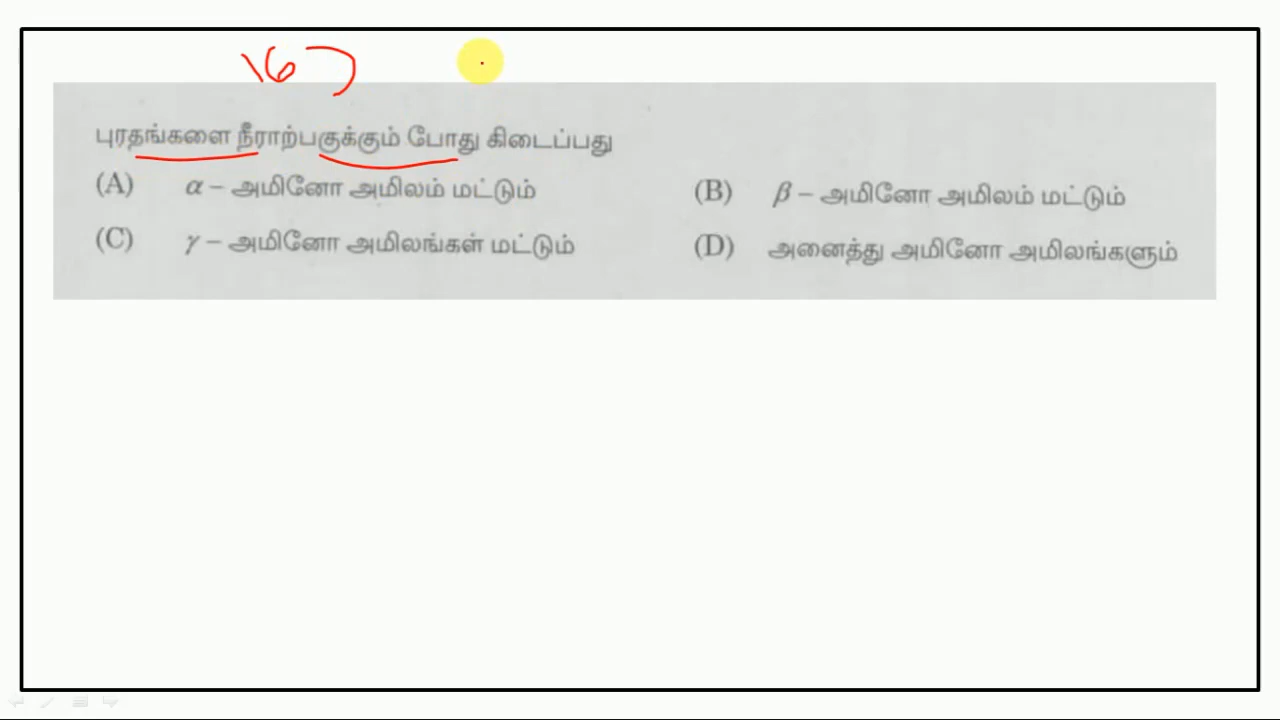 16)
புரதங்களை நீராற்பகுக்கும் போது கிடைப்பது
(A) α – அமினோ அமிலம் மட்டும் (B) β – அமினோ அமிலம் மட்டும்
(C) γ – அமினோ அமிலங்கள் மட்டும் (D) அனைத்து அமினோ அமிலங்களும்